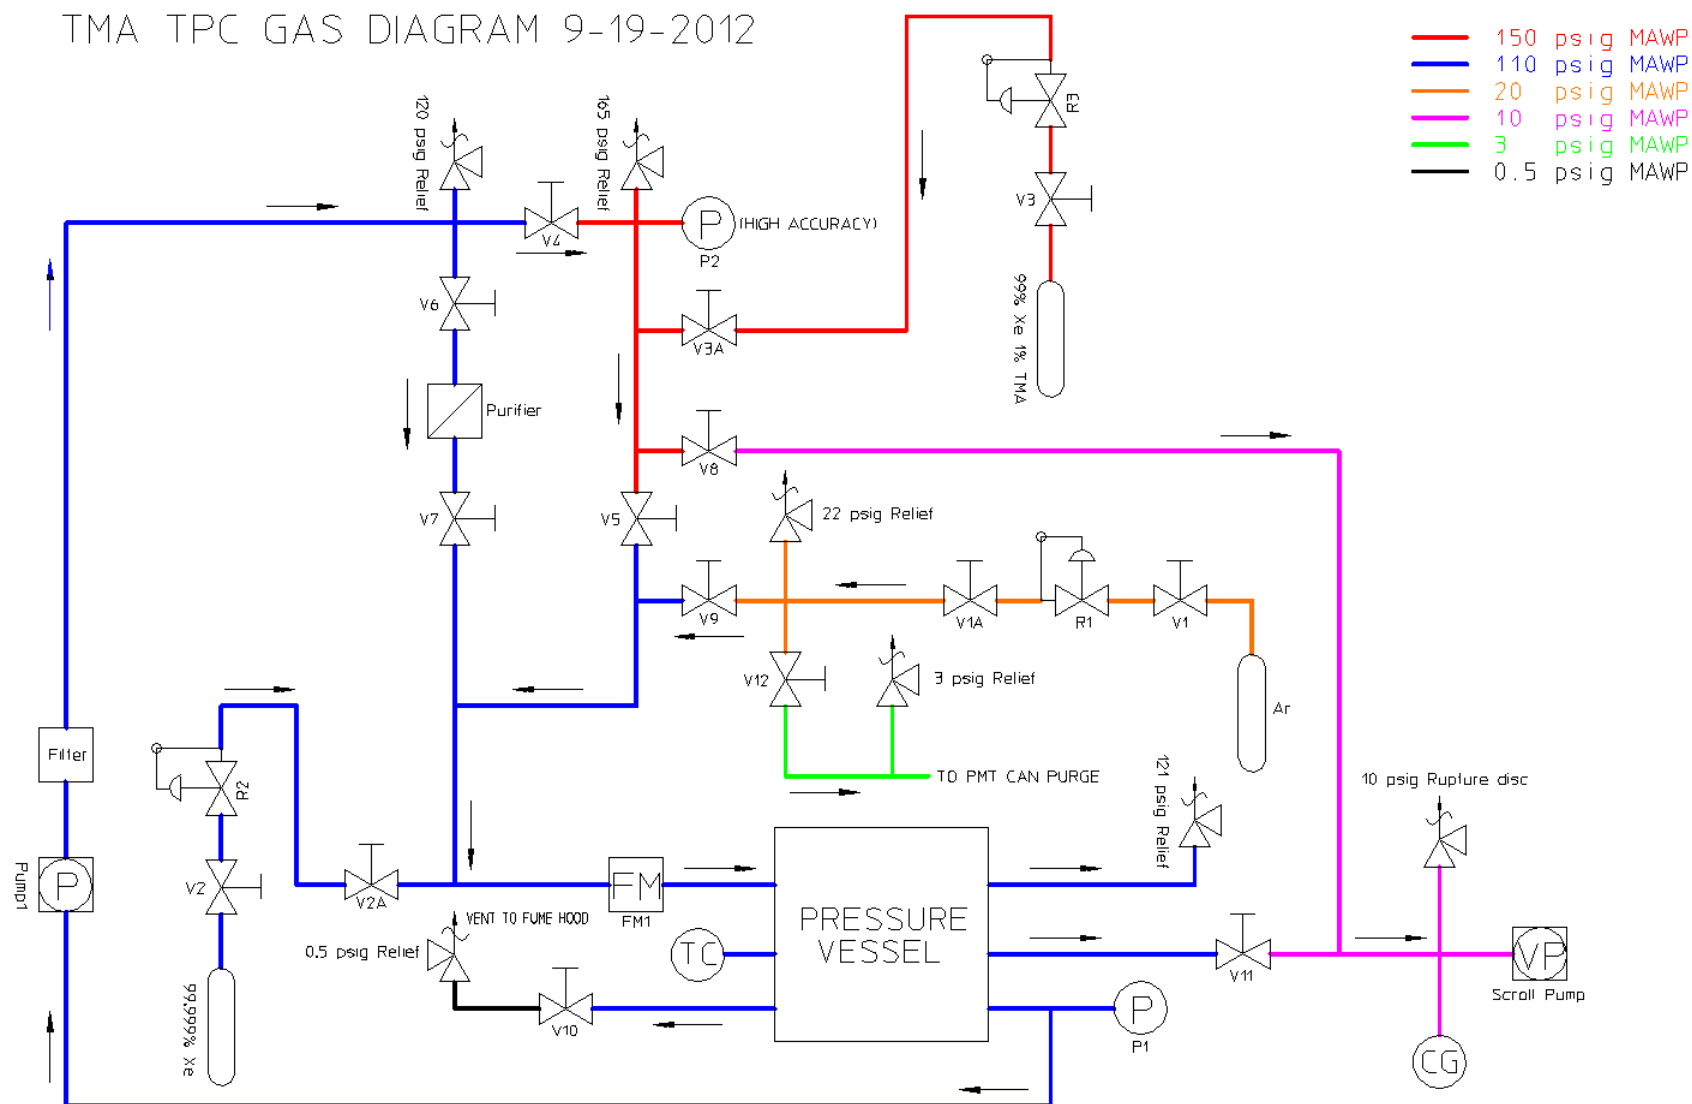 TMA TPC GAS DIAGRAM 9-19-2012
150 psig MAWP
110 psig MAWP
20 psig MAWP
10 psig MAWP
3 psig MAWP
0.5 psig MAWP
120 psig Relief
165 psig Relief
R3
V3
99% Xe 1% TMA
V4
P
(HIGH ACCURACY)
P2
V6
V3A
Purifier
V8
V7
V5
22 psig Relief
V9
V1A
R1
V1
V12
3 psig Relief
Ar
Filter
R2
TO PMT CAN PURGE
121 psig Relief
10 psig Rupture disc
P
Pump1
V2
V2A
FM
FM1
PRESSURE
VESSEL
VENT TO FUME HOOD
0.5 psig Relief
TC
V11
VP
Scroll Pump
99.999% Xe
V10
P
P1
CG